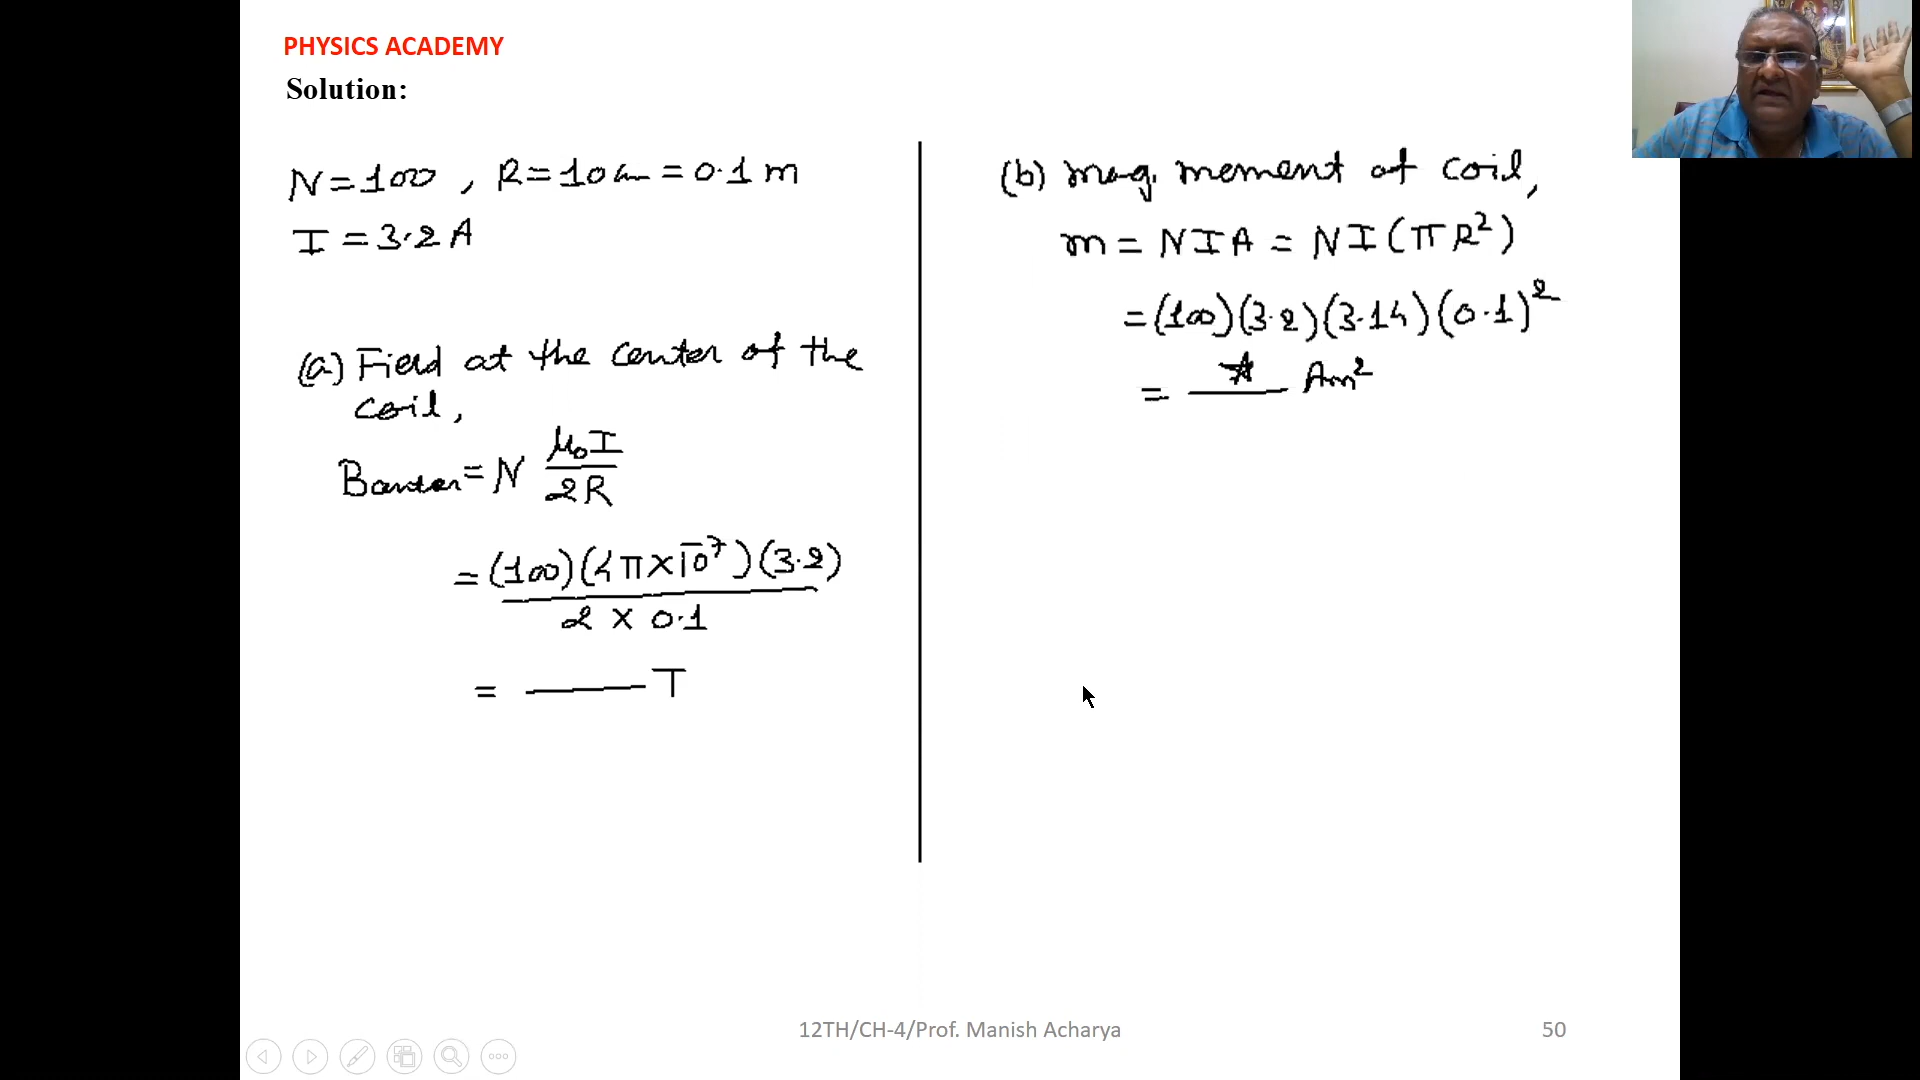 PHYSICS ACADEMY
Solution:
N = 100 , R = 10 cm = 0.1 m
I = 3.2 A
(a) Field at the center of the
coil,
Bcenter = N μ₀I / 2R
= (100)(4π×10⁻⁷)(3.2) / 2 × 0.1
= ____ T
(b) mag. moment of coil,
m = NIA = NI(πR²)
= (100)(3.2)(3.14)(0.1)²
= ____ Am²
12TH/CH-4/Prof. Manish Acharya
50